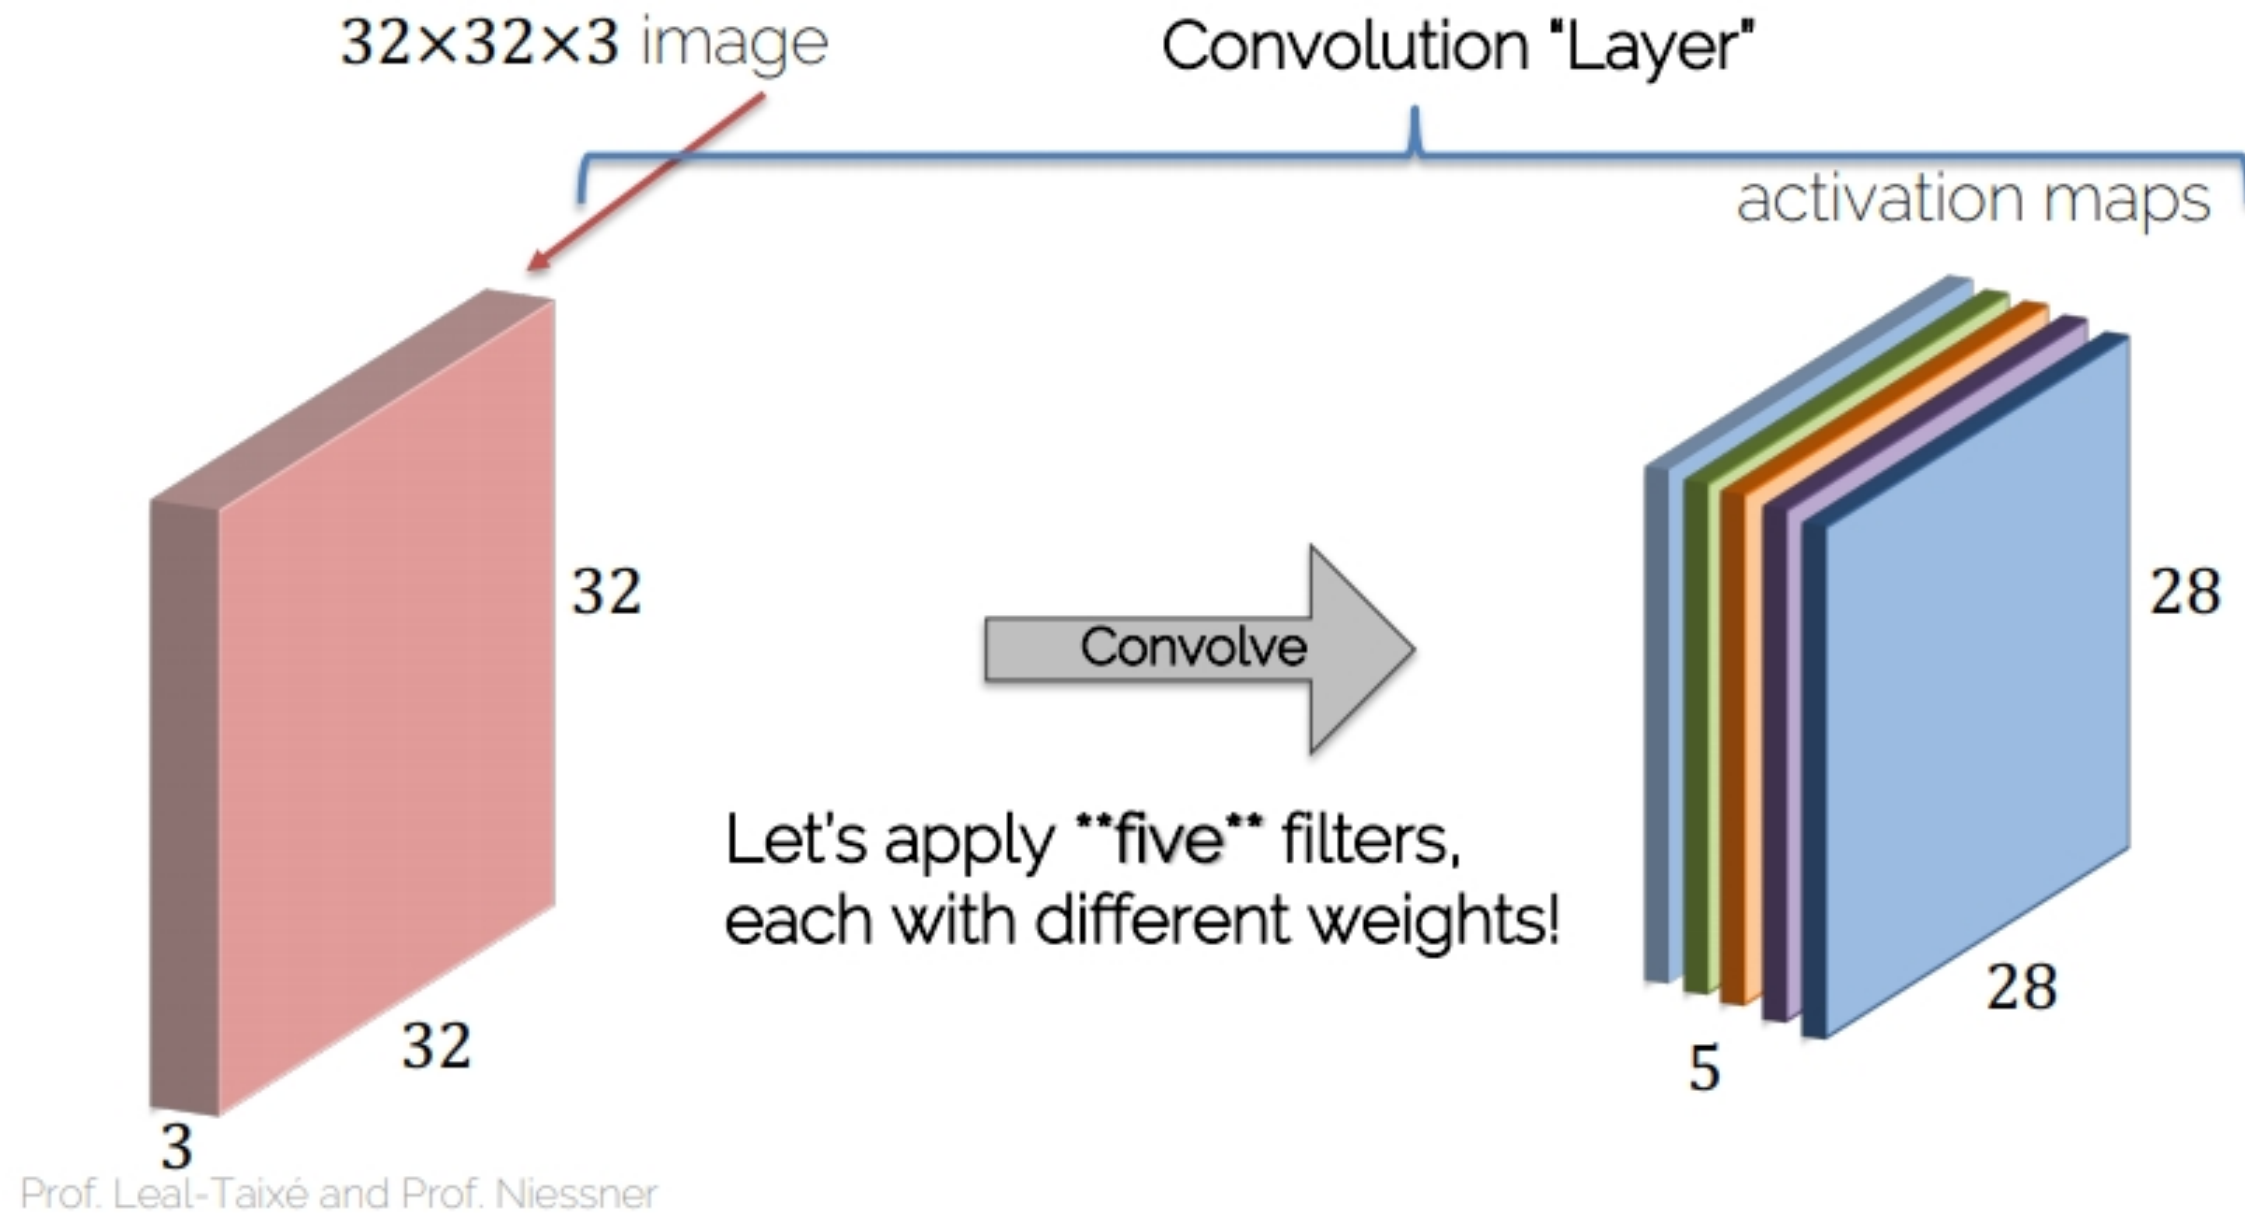 32×32×3 image
Convolution "Layer"
activation maps
32
32
3
Convolve
Let's apply **five** filters,
each with different weights!
28
28
5
Prof. Leal-Taixé and Prof. Niessner